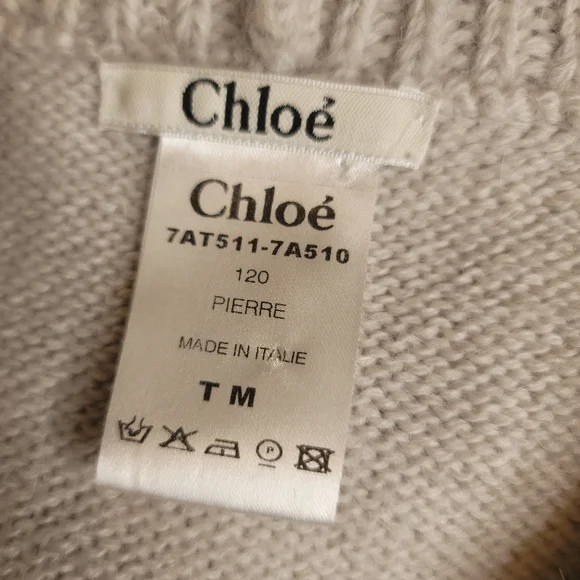 Chloé
Chloé
7AT511-7A510
120
PIERRE
MADE IN ITALIE
T M
P